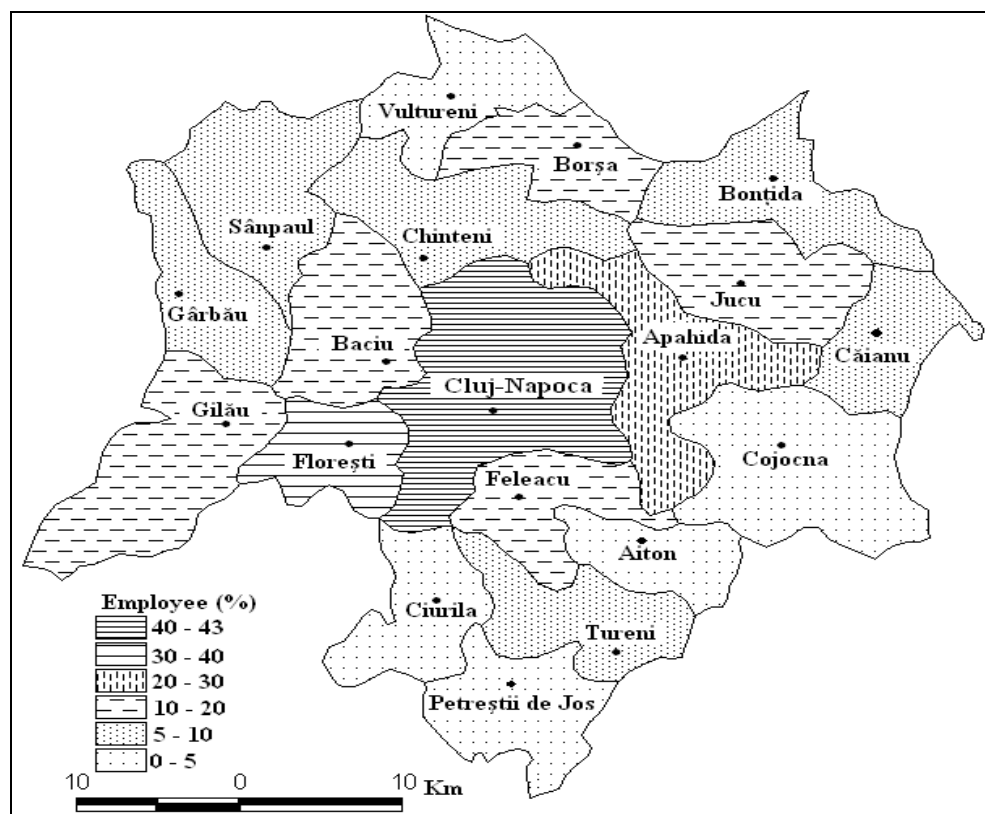 Vultureni
Borșa
Bonțida
Sânpaul
Chinteni
Gârbău
Jucu
Baciu
Apahida
Căianu
Cluj-Napoca
Gilău
Florești
Feleacu
Cojocna
Aiton
Ciurila
Tureni
Petreștii de Jos
Employee (%)
40 - 43
30 - 40
20 - 30
10 - 20
5 - 10
0 - 5
10 0 10 Km